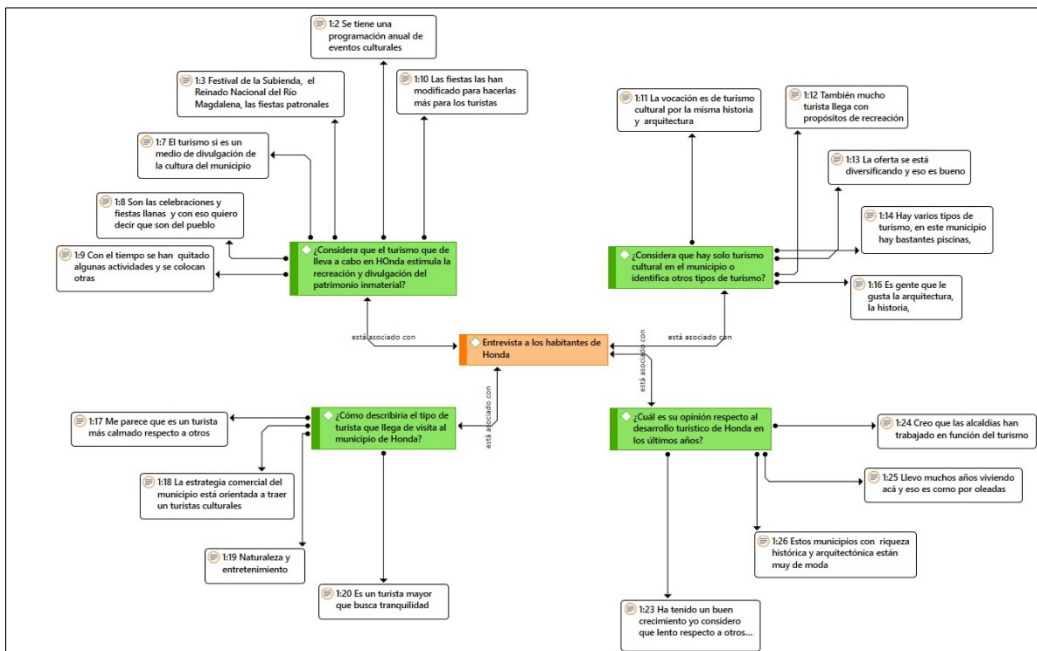 1:2 Se tiene una
programación anual de
eventos culturales
1:3 Festival de la Subienda, el
Reinado Nacional del Río
Magdalena, las fiestas patronales
1:10 Las fiestas las han
modificado para hacerlas
más para los turistas
1:7 El turismo si es un
medio de divulgación de
la cultura del municipio
1:8 Son las celebraciones y
fiestas llanas y con eso quiero
decir que son del pueblo
1:9 Con el tiempo se han quitado
algunas actividades y se colocan
otras
¿Considera que el turismo que de
lleva a cabo en HOnda estimula la
recreación y divulgación del
patrimonio inmaterial?
1:11 La vocación es de turismo
cultural por la misma historia
y arquitectura
1:12 También mucho
turista llega con
propósitos de recreación
1:13 La oferta se está
diversificando y eso es bueno
1:14 Hay varios tipos de
turismo, en este municipio
hay bastantes piscinas,
1:16 Es gente que le
gusta la arquitectura,
la historia,
¿Considera que hay solo turismo
cultural en el municipio o
identifica otros tipos de turismo?
está asociado con
Entrevista a los habitantes de
Honda
está asociado con
está asociado con
está asociado con
¿Cómo describiría el tipo de
turista que llega de visita al
municipio de Honda?
1:17 Me parece que es un turista
más calmado respecto a otros
1:18 La estrategia comercial del
municipio está orientada a traer
un turistas culturales
1:19 Naturaleza y
entretenimiento
1:20 Es un turista mayor
que busca tranquilidad
¿Cuál es su opinión respecto al
desarrollo turístico de Honda en
los últimos años?
1:24 Creo que las alcaldías han
trabajado en función del turismo
1:25 Llevo muchos años viviendo
acá y eso es como por oleadas
1:26 Estos municipios con riqueza
histórica y arquitectónica están
muy de moda
1:23 Ha tenido un buen
crecimiento yo considero
que lento respecto a otros...